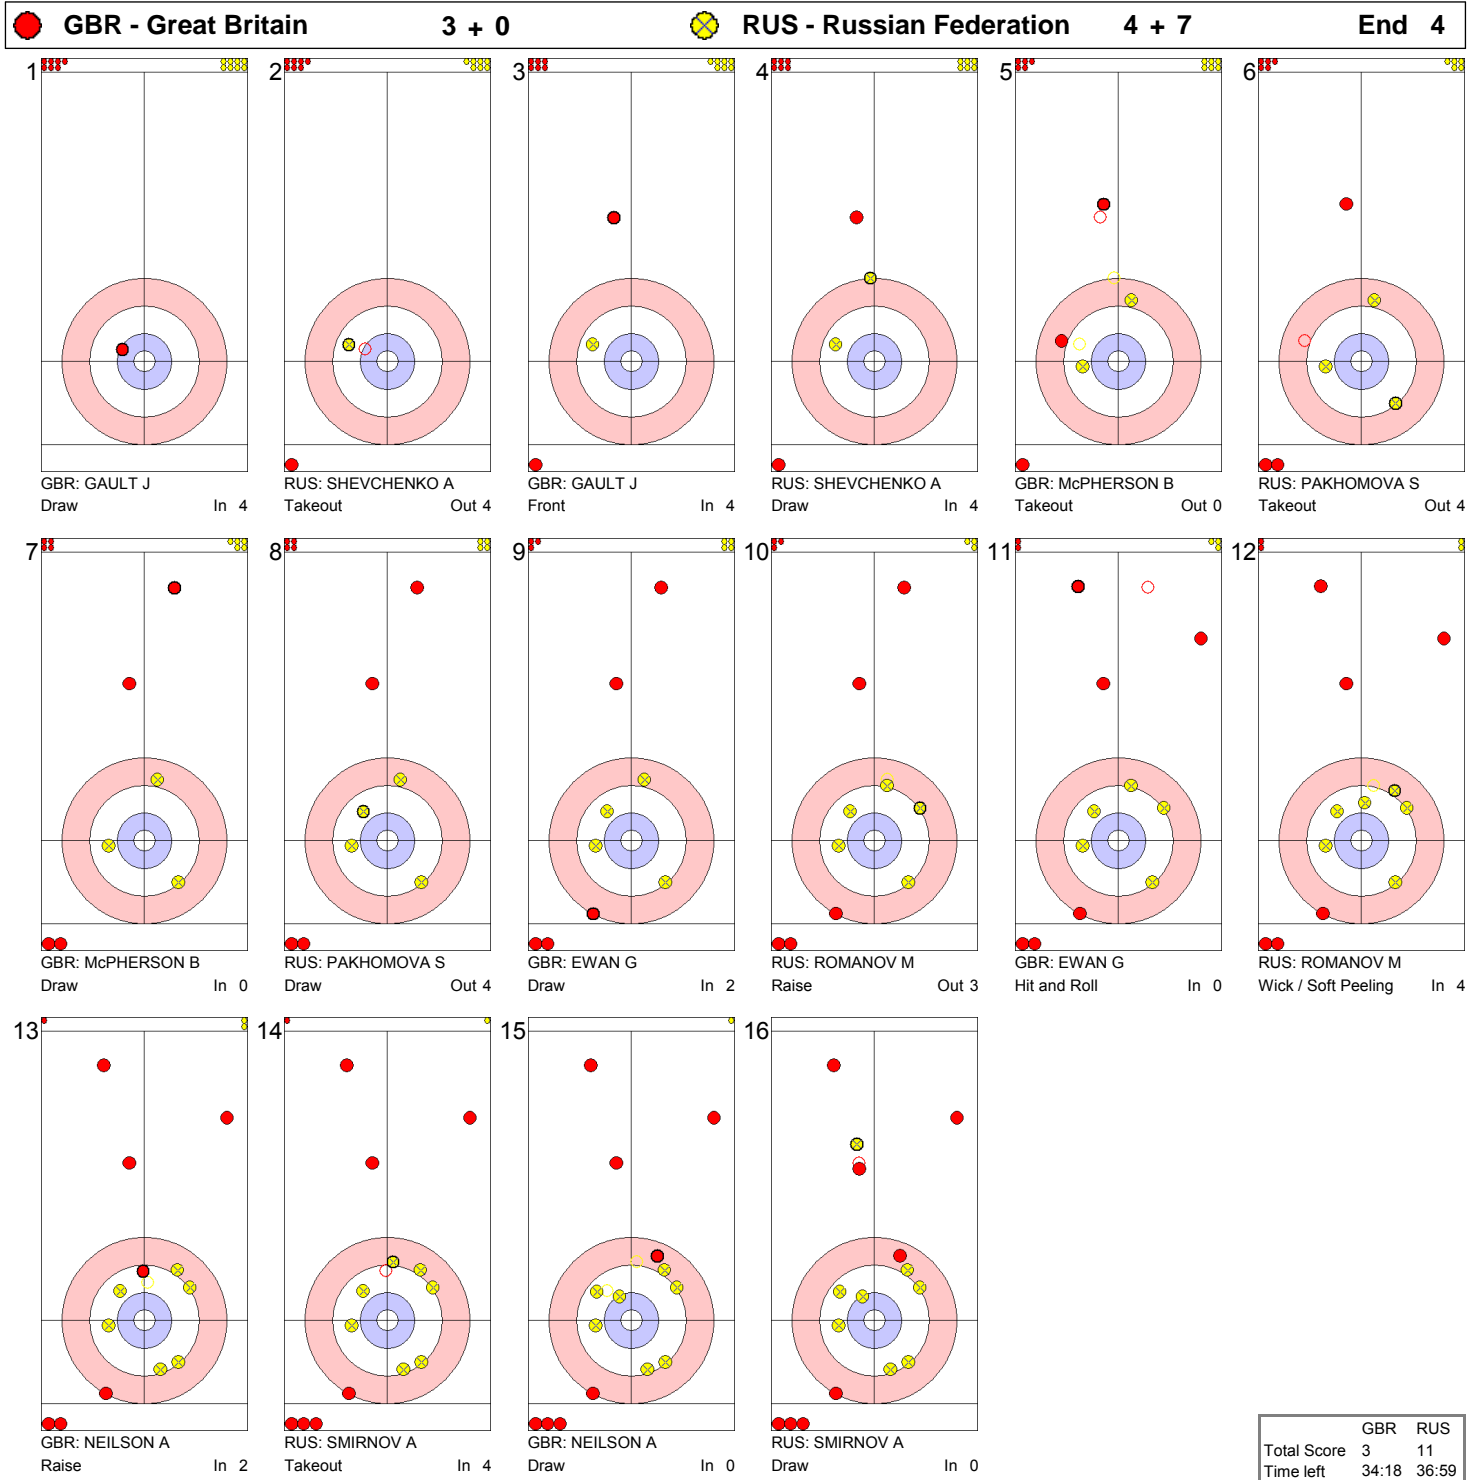 GBR - Great Britain 3 + 0 RUS - Russian Federation 4 + 7 End 4
1 2 3 4 5 6
GBR: GAULT J RUS: SHEVCHENKO A GBR: GAULT J RUS: SHEVCHENKO A GBR: McPHERSON B RUS: PAKHOMOVA S
Draw In 4 Takeout Out 4 Front In 4 Draw In 4 Takeout Out 0 Takeout Out 4
7 8 9 10 11 12
GBR: McPHERSON B RUS: PAKHOMOVA S GBR: EWAN G RUS: ROMANOV M GBR: EWAN G RUS: ROMANOV M
Draw In 0 Draw Out 4 Draw In 2 Raise Out 3 Hit and Roll In 0 Wick / Soft Peeling In 4
13 14 15 16
GBR: NEILSON A RUS: SMIRNOV A GBR: NEILSON A RUS: SMIRNOV A
Raise In 2 Takeout In 4 Draw In 0 Draw In 0
GBR RUS
Total Score 3 11
Time left 34:18 36:59